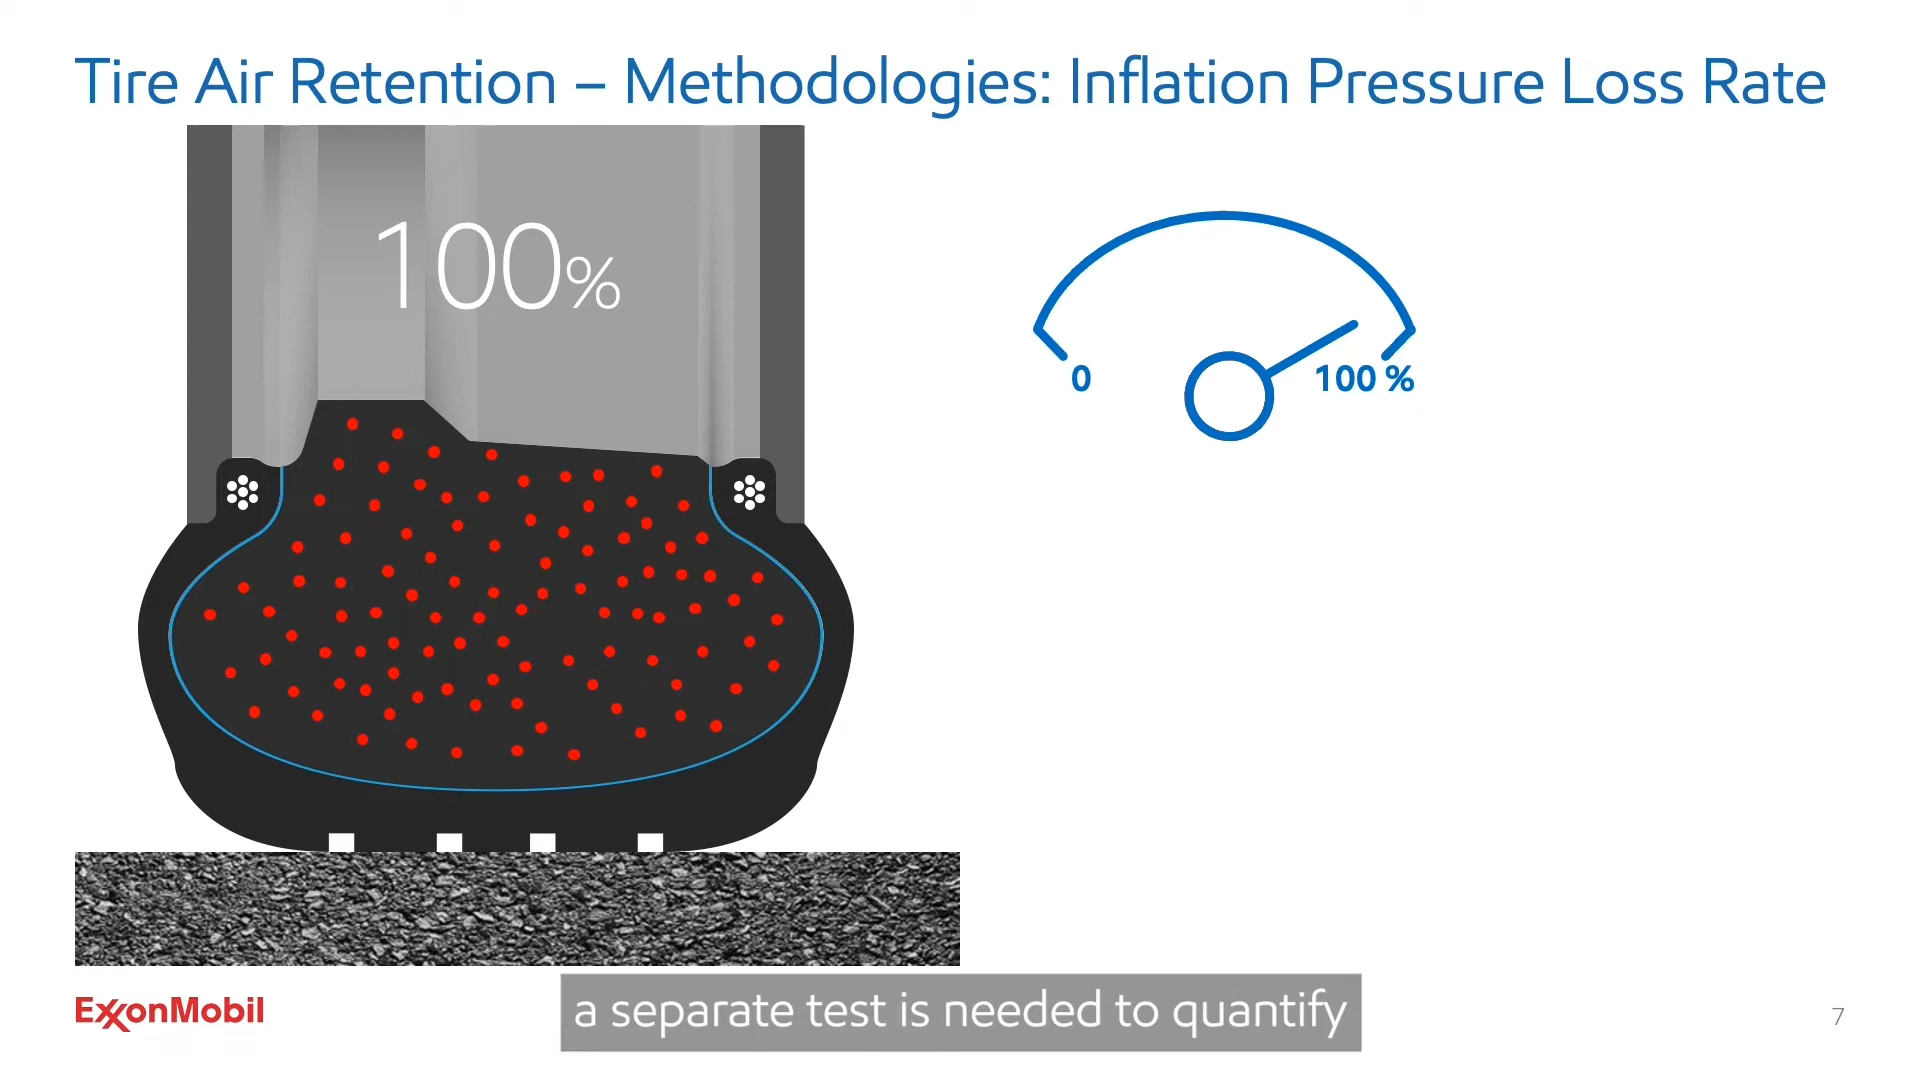 Tire Air Retention – Methodologies: Inflation Pressure Loss Rate
100%
0
100 %
a separate test is needed to quantify
ExxonMobil
7